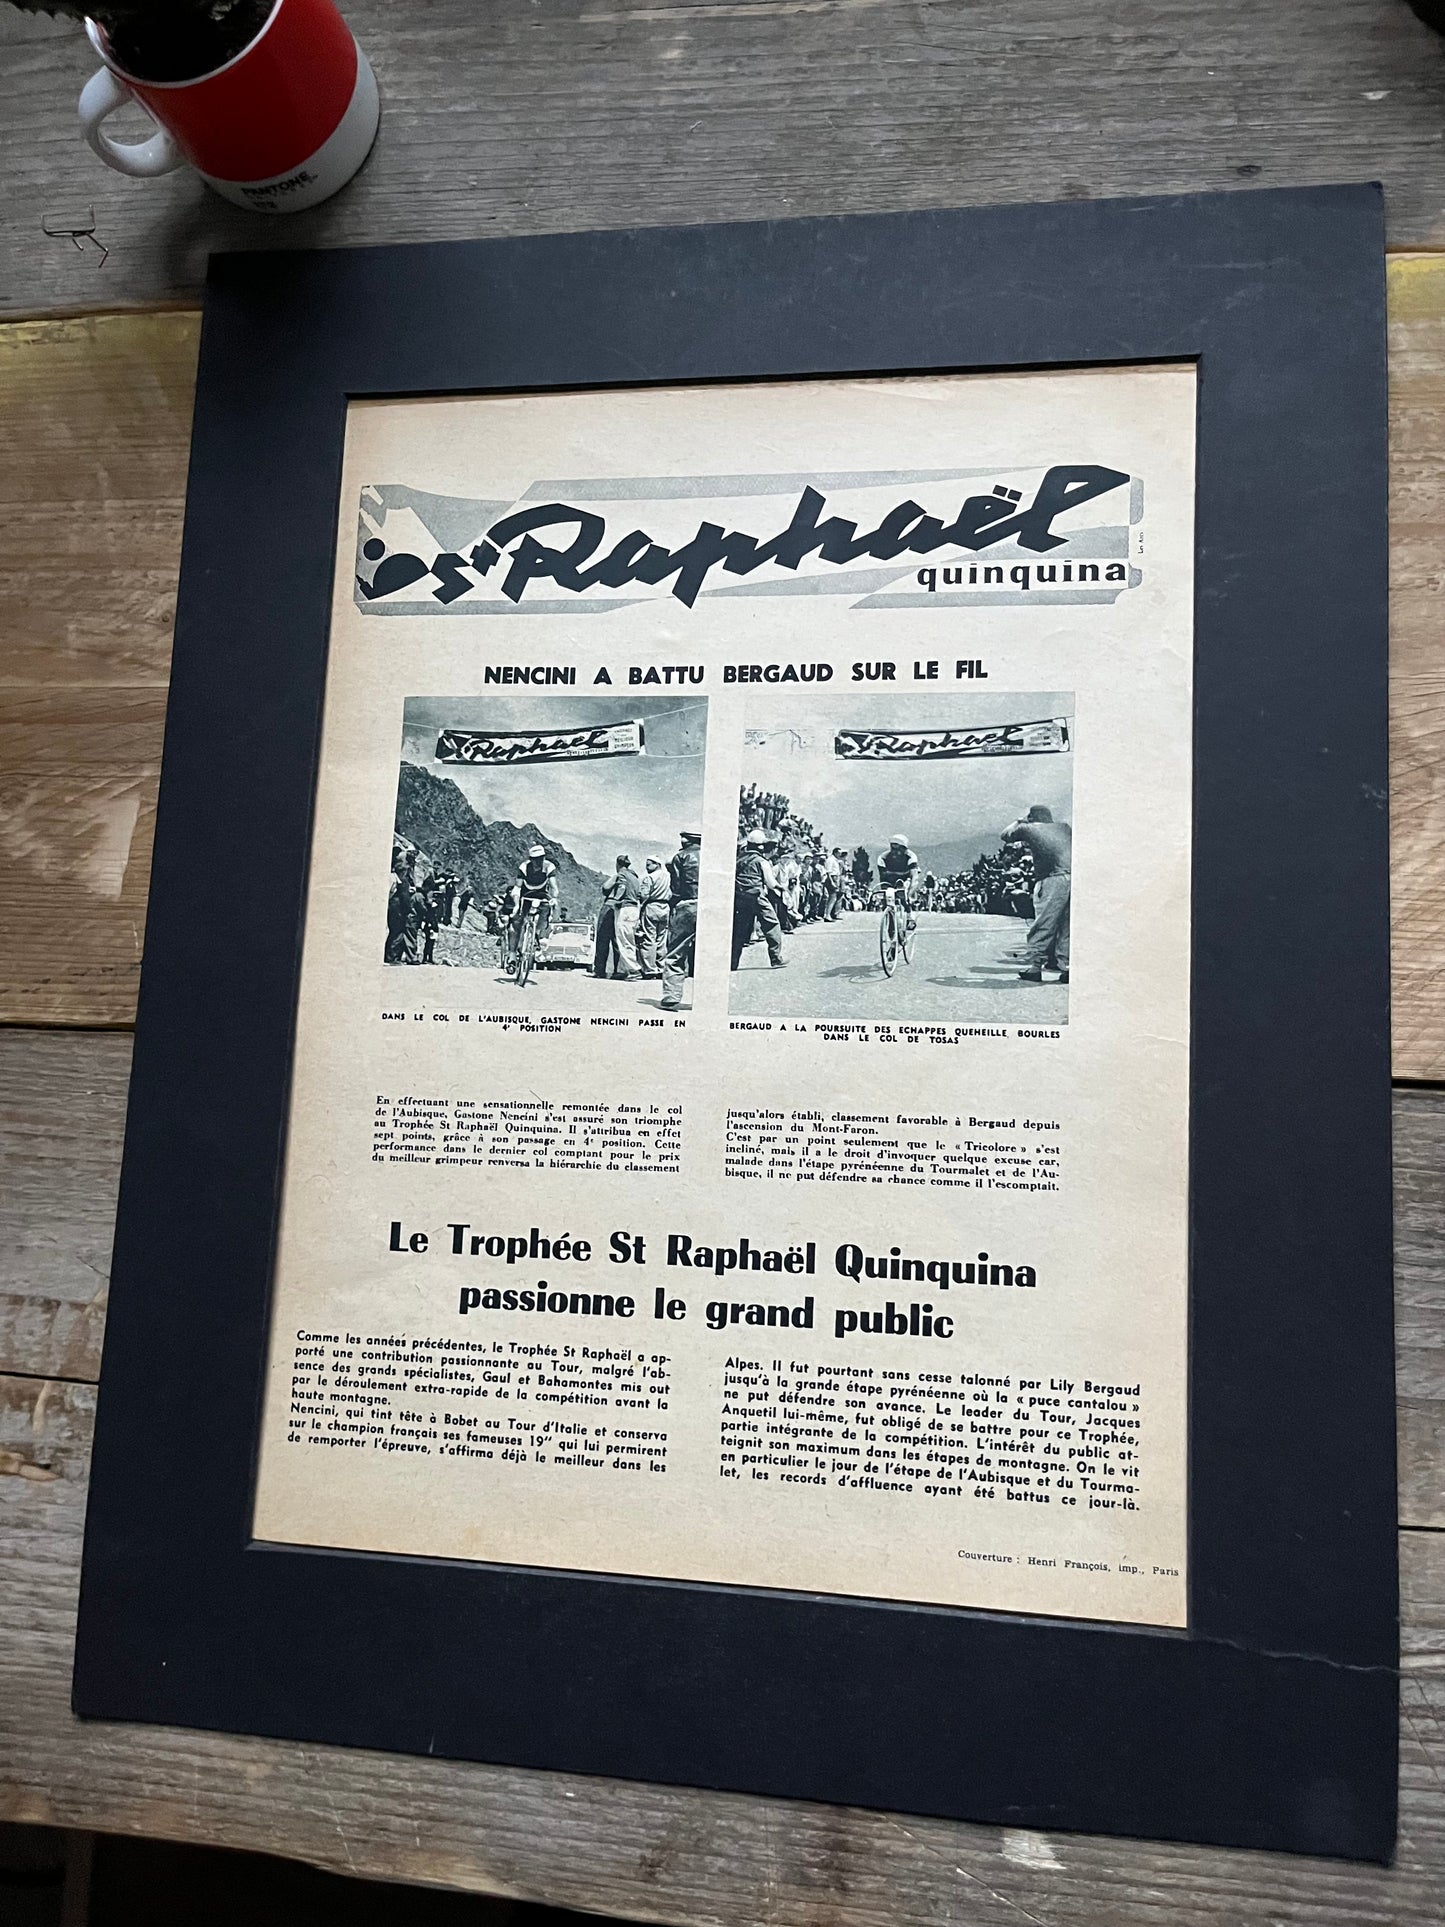 PANTONE
St Raphaël
quinquina
NENCINI A BATTU BERGAUD SUR LE FIL
St Raphaël
quinquina
St Raphaël
DANS LE COL DE L'AUBISQUE, GASTONE NENCINI PASSE EN
4e POSITION
BERGAUD A LA POURSUITE DES ECHAPPES QUEHEILLE, BOURLES
DANS LE COL DE TOSAS
En effectuant une sensationnelle remontée dans le col
de l'Aubisque, Gastone Nencini s'est assuré son triomphe
au Trophée St Raphaël Quinquina. Il s'attribua en effet
sept points, grâce à son passage en 4e position. Cette
performance dans le dernier col comptant pour le prix
du meilleur grimpeur renversa la hiérarchie du classement
jusqu'alors établi, classement favorable à Bergaud depuis
l'ascension du Mont-Faron.
C'est par un point seulement que le « Tricolore » s'est
incliné, mais il a le droit d'invoquer quelque excuse car,
malade dans l'étape pyrénéenne du Tourmalet et de l'Au-
bisque, il ne put défendre sa chance comme il l'escomptait.
Le Trophée St Raphaël Quinquina
passionne le grand public
Comme les années précédentes, le Trophée St Raphaël a ap-
porté une contribution passionnante au Tour, malgré l'ab-
sence des grands spécialistes, Gaul et Bahamontes mis out
par le déroulement extra-rapide de la compétition avant la
haute montagne.
Nencini, qui tint tête à Bobet au Tour d'Italie et conserva
sur le champion français ses fameuses 19" qui lui permirent
de remporter l'épreuve, s'affirma déjà le meilleur dans les
Alpes. Il fut pourtant sans cesse talonné par Lily Bergaud
jusqu'à la grande étape pyrénéenne où la « puce cantalou »
ne put défendre son avance. Le leader du Tour, Jacques
Anquetil lui-même, fut obligé de se battre pour ce Trophée,
partie intégrante de la compétition. L'intérêt du public at-
teignit son maximum dans les étapes de montagne. On le vit
en particulier le jour de l'étape de l'Aubisque et du Tourma-
let, les records d'affluence ayant été battus ce jour-là.
Couverture : Henri François, imp., Paris